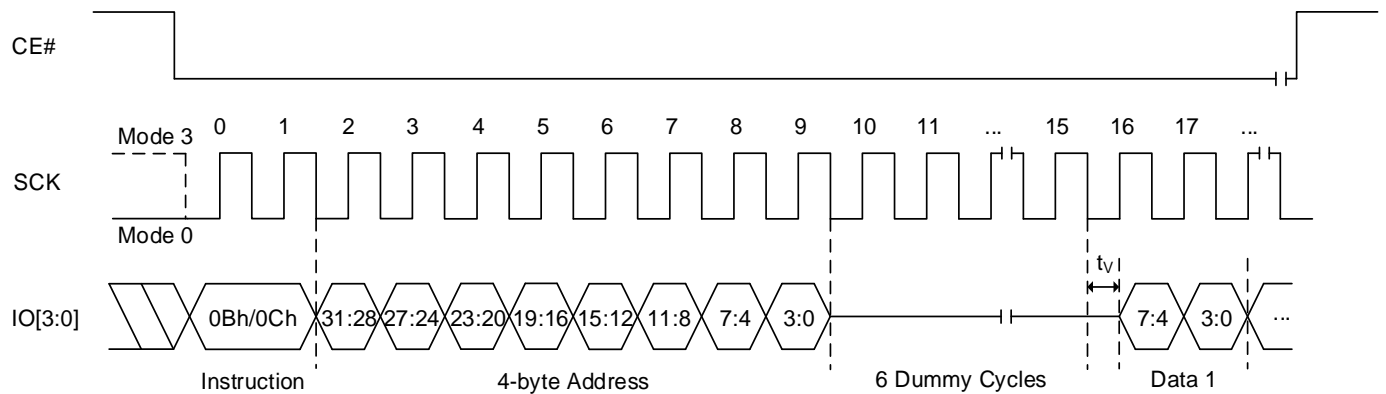 CE#
Mode 3 0 1 2 3 4 5 6 7 8 9 10 11 ... 15 16 17 ...
SCK
Mode 0
tV
IO[3:0] 0Bh/0Ch 31:28 27:24 23:20 19:16 15:12 11:8 7:4 3:0 7:4 3:0 ...
Instruction 4-byte Address 6 Dummy Cycles Data 1